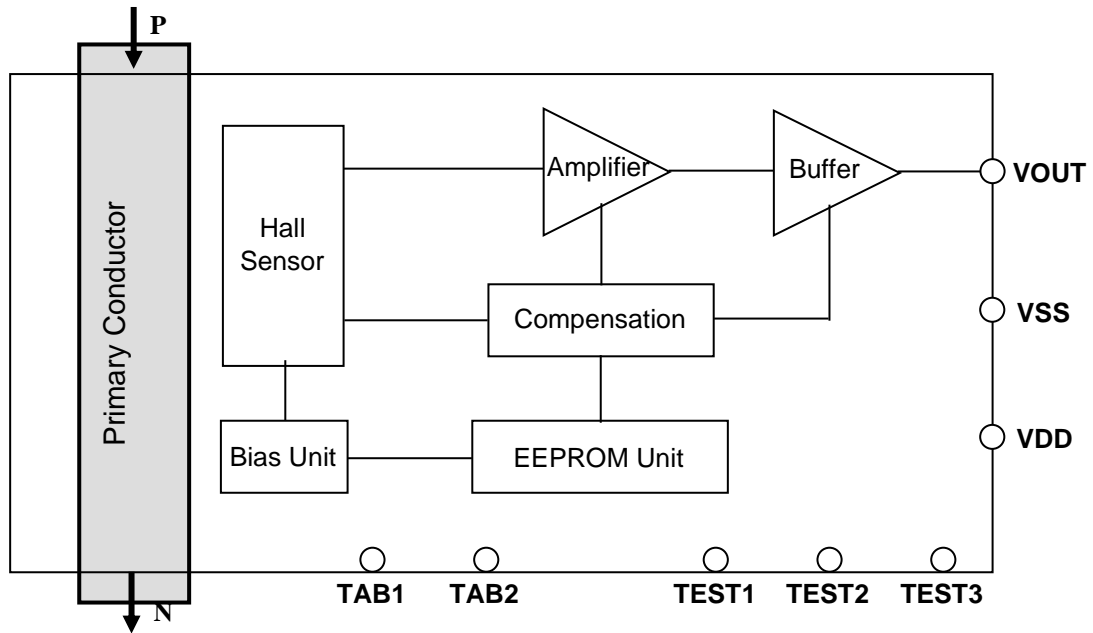 P
Primary Conductor
Hall
Sensor
Amplifier
Buffer
VOUT
Compensation
VSS
VDD
Bias Unit
EEPROM Unit
TAB1
TAB2
TEST1
TEST2
TEST3
N